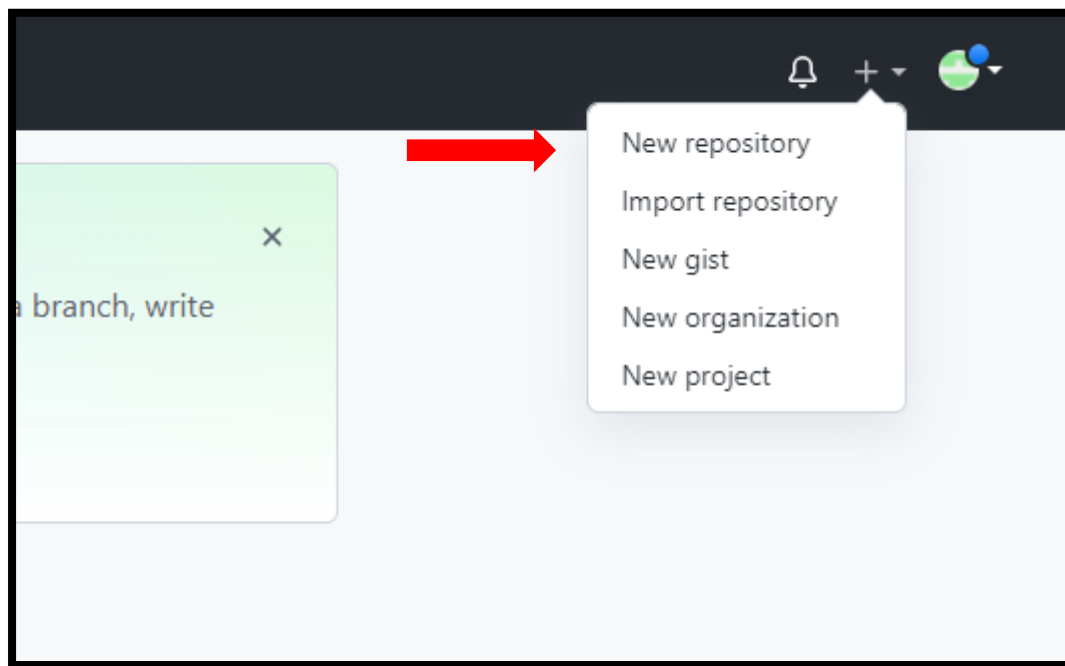 New repository
Import repository
a branch, write
New gist
New organization
New project